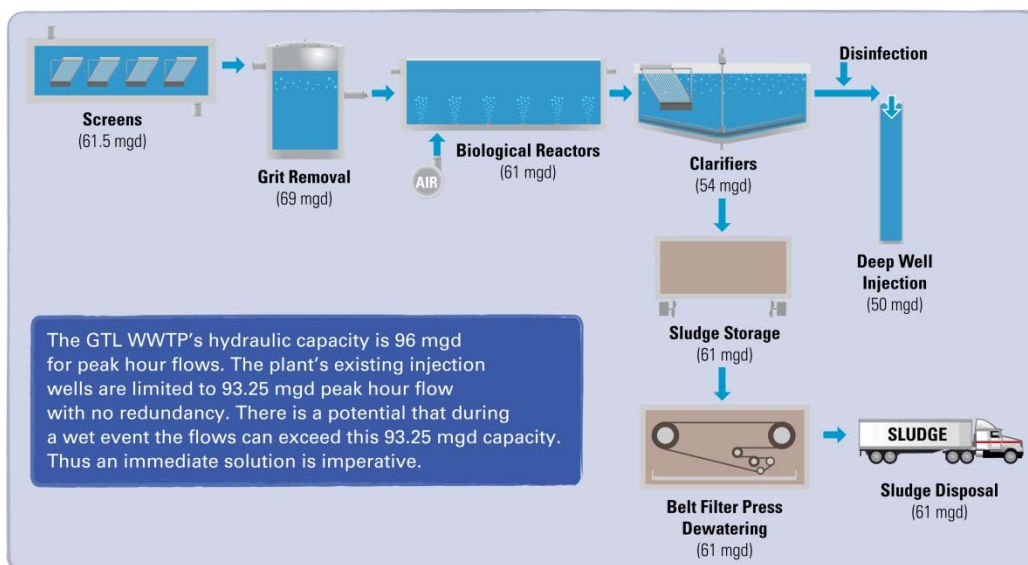 Screens
(61.5 mgd)
Grit Removal
(69 mgd)
AIR
Biological Reactors
(61 mgd)
Clarifiers
(54 mgd)
Disinfection
Deep Well
Injection
(50 mgd)
Sludge Storage
(61 mgd)
Belt Filter Press
Dewatering
(61 mgd)
SLUDGE
Sludge Disposal
(61 mgd)
The GTL WWTP's hydraulic capacity is 96 mgd
for peak hour flows. The plant's existing injection
wells are limited to 93.25 mgd peak hour flow
with no redundancy. There is a potential that during
a wet event the flows can exceed this 93.25 mgd capacity.
Thus an immediate solution is imperative.